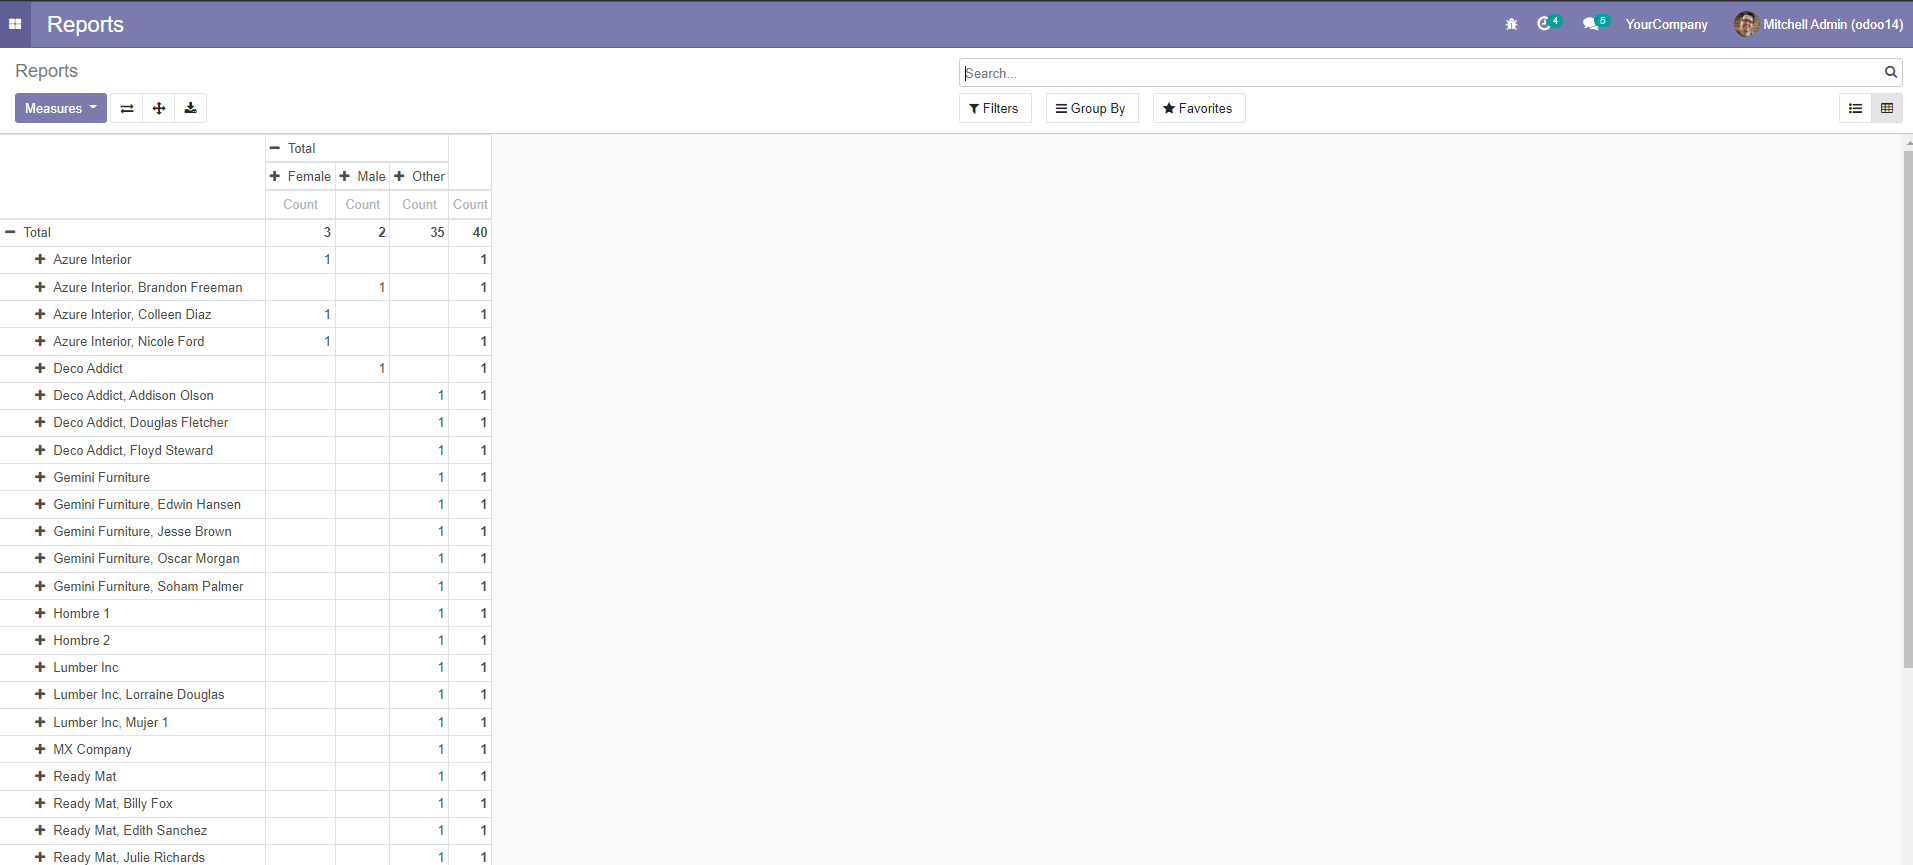 Reports
4
5
YourCompany
Mitchell Admin (odoo14)
Reports
Search...
Measures
Filters
Group By
Favorites
Total
Female Male Other
Count Count Count Count
Total 3 2 35 40
Azure Interior 1 1
Azure Interior, Brandon Freeman 1 1
Azure Interior, Colleen Diaz 1 1
Azure Interior, Nicole Ford 1 1
Deco Addict 1 1
Deco Addict, Addison Olson 1 1
Deco Addict, Douglas Fletcher 1 1
Deco Addict, Floyd Steward 1 1
Gemini Furniture 1 1
Gemini Furniture, Edwin Hansen 1 1
Gemini Furniture, Jesse Brown 1 1
Gemini Furniture, Oscar Morgan 1 1
Gemini Furniture, Soham Palmer 1 1
Hombre 1 1 1
Hombre 2 1 1
Lumber Inc 1 1
Lumber Inc, Lorraine Douglas 1 1
Lumber Inc, Mujer 1 1 1
MX Company 1 1
Ready Mat 1 1
Ready Mat, Billy Fox 1 1
Ready Mat, Edith Sanchez 1 1
Ready Mat, Julie Richards 1 1